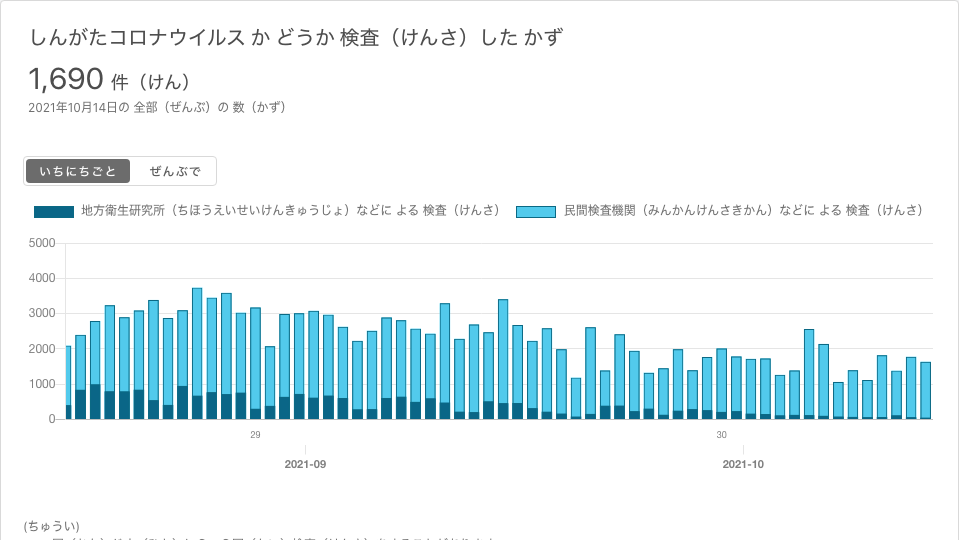 しんがたコロナウイルス か どうか 検査（けんさ）した かず
1,690 件（けん）
2021年10月14日の 全部（ぜんぶ）の 数（かず）
いちにちごと ぜんぶで
地方衛生研究所（ちほうえいせいけんきゅうじょ）などに よる 検査（けんさ） 民間検査機関（みんかんけんさきかん）などに よる 検査（けんさ）
5000
4000
3000
2000
1000
0
29 30
2021-09 2021-10
(ちゅうい)